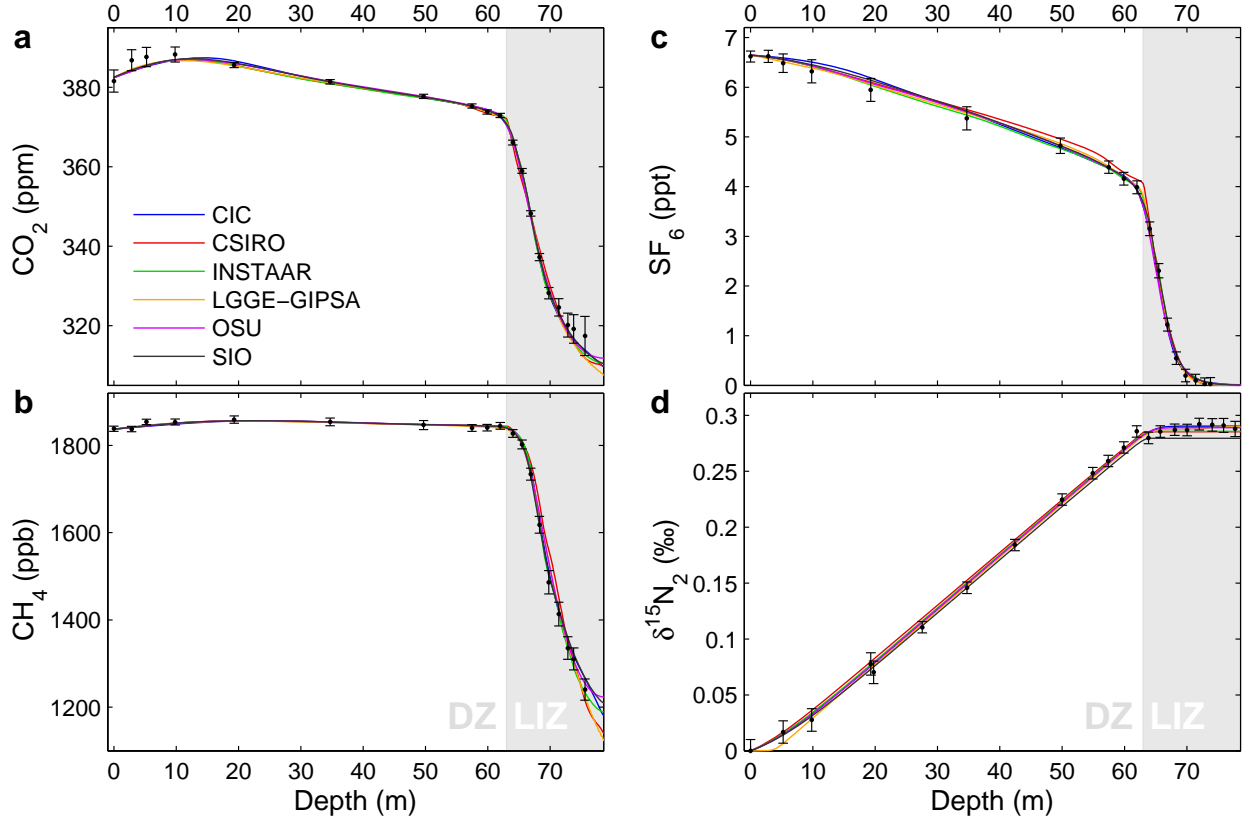 0 10 20 30 40 50 60 70
a
380
360
340
320
CO2 (ppm)
CIC
CSIRO
INSTAAR
LGGE−GIPSA
OSU
SIO
b
1800
1600
1400
1200
CH4 (ppb)
DZ LIZ
0 10 20 30 40 50 60 70
Depth (m)
0 10 20 30 40 50 60 70
c
7
6
5
4
3
2
1
0
SF6 (ppt)
d
0.3
0.25
0.2
0.15
0.1
0.05
0
δ15N2 (‰)
DZ LIZ
0 10 20 30 40 50 60 70
Depth (m)